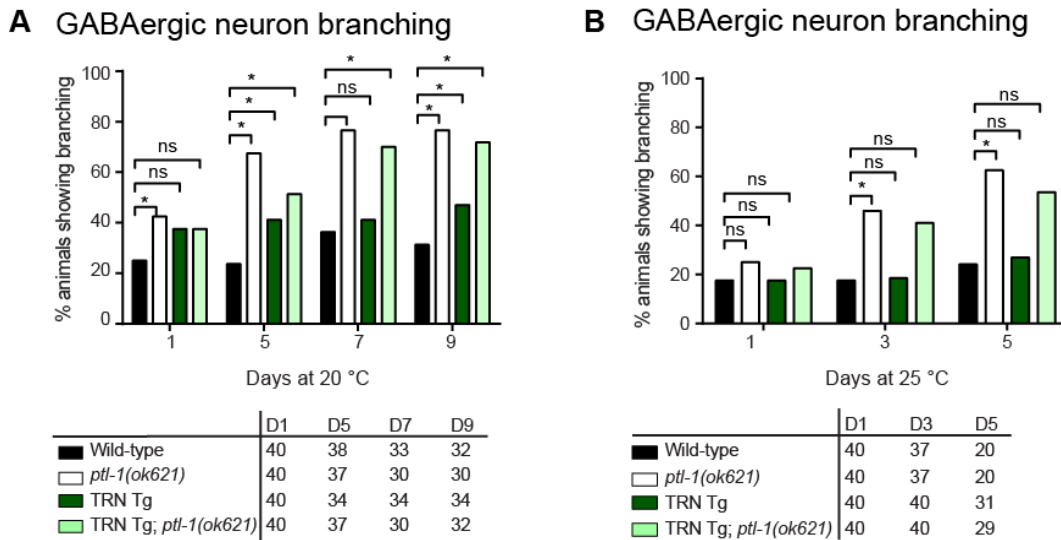 A GABAergic neuron branching
% animals showing branching
100
80
60
40
20
0
ns
ns
*
*
*
*
*
ns
*
*
*
1 5 7 9
Days at 20 °C
D1 D5 D7 D9
Wild-type 40 38 33 32
ptl-1(ok621) 40 37 30 30
TRN Tg 40 34 34 34
TRN Tg; ptl-1(ok621) 40 37 30 32
B GABAergic neuron branching
% animals showing branching
100
80
60
40
20
0
ns
ns
ns
ns
ns
*
ns
ns
*
1 3 5
Days at 25 °C
D1 D3 D5
Wild-type 40 37 20
ptl-1(ok621) 40 37 20
TRN Tg 40 40 31
TRN Tg; ptl-1(ok621) 40 40 29